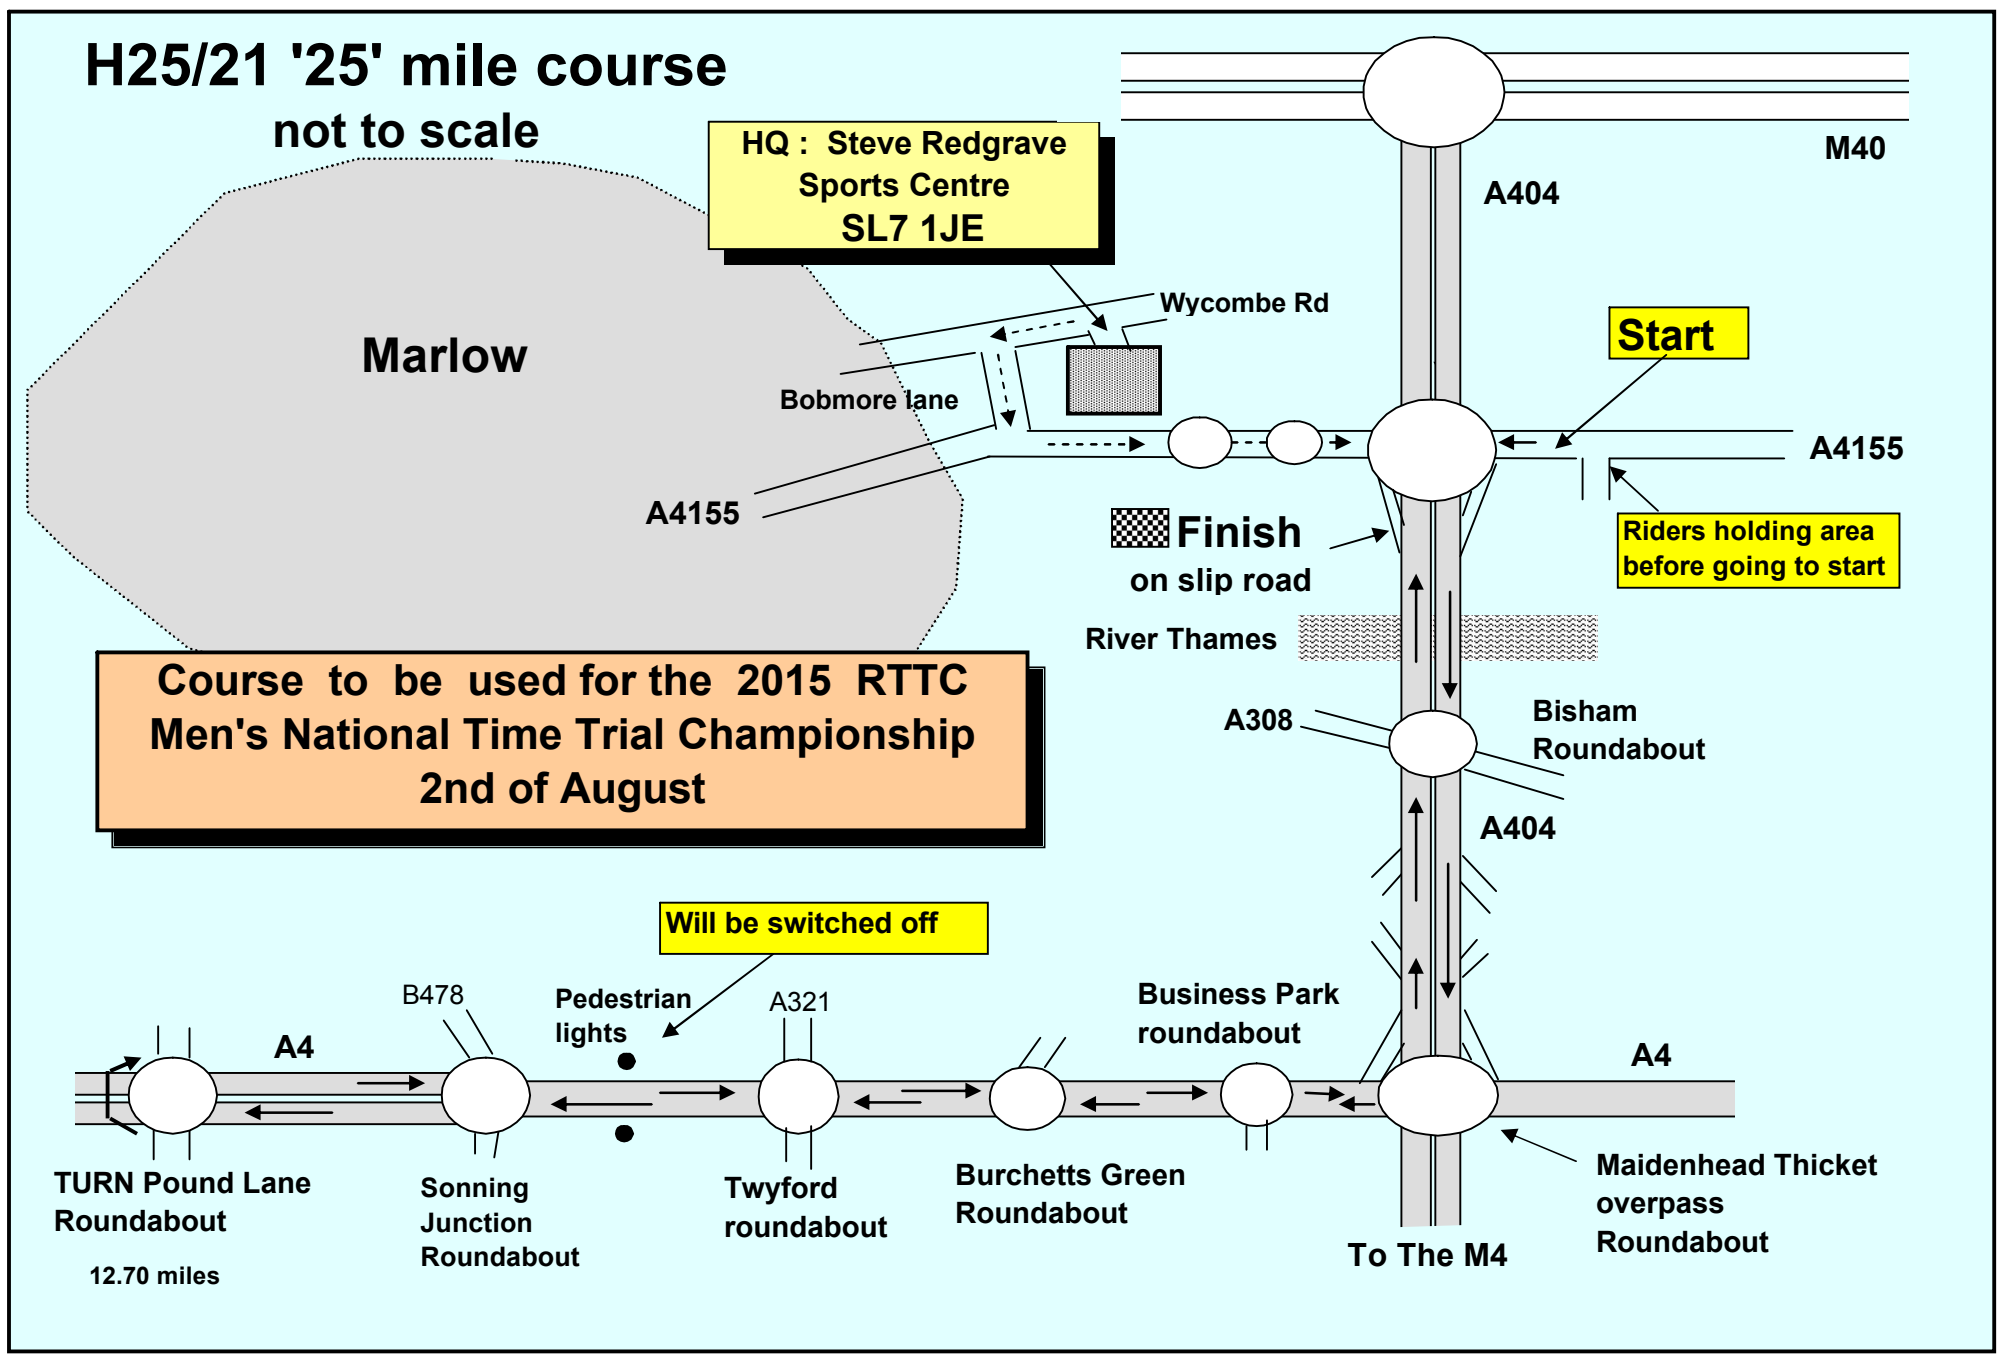 H25/21 '25' mile course
not to scale
HQ : Steve Redgrave
Sports Centre
SL7 1JE
M40
A404
Wycombe Rd
Start
Marlow
Bobmore lane
A4155
A4155
Finish
on slip road
Riders holding area
before going to start
River Thames
A308
Bisham
Roundabout
Course to be used for the 2015 RTTC
Men's National Time Trial Championship
2nd of August
A404
Will be switched off
B478
Pedestrian
lights
A321
Business Park
roundabout
A4
A4
TURN Pound Lane
Roundabout
12.70 miles
Sonning
Junction
Roundabout
Twyford
roundabout
Burchetts Green
Roundabout
Maidenhead Thicket
overpass
Roundabout
To The M4